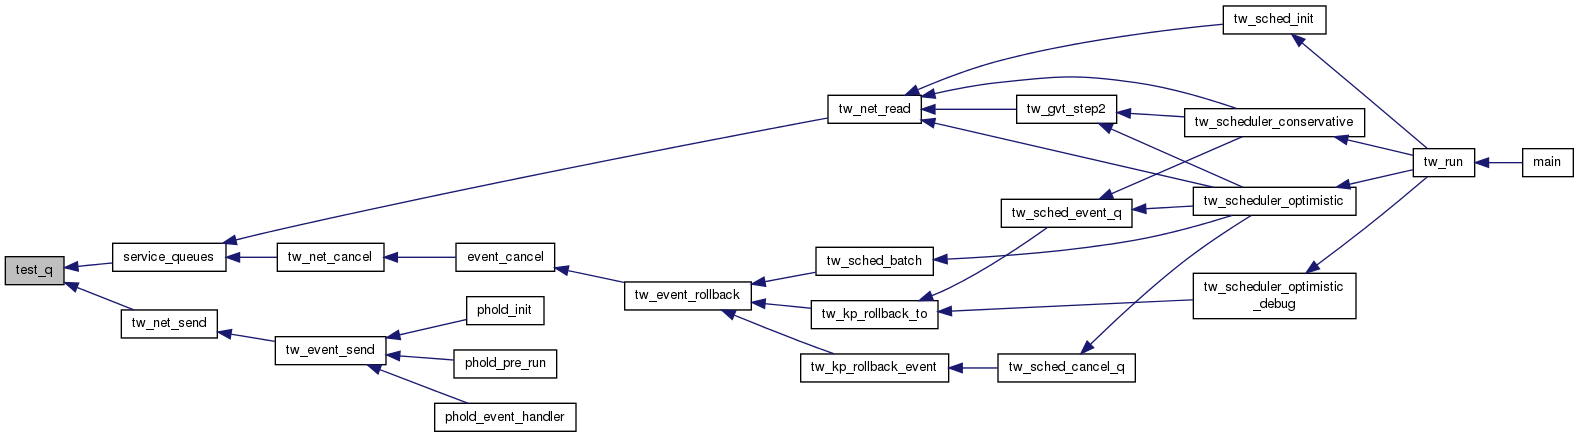 tw_sched_init
tw_net_read
tw_gvt_step2
tw_scheduler_conservative
tw_run
main
tw_sched_event_q
tw_scheduler_optimistic
test_q
service_queues
tw_net_cancel
event_cancel
tw_sched_batch
tw_event_rollback
tw_scheduler_optimistic
_debug
tw_kp_rollback_to
phold_init
tw_net_send
tw_event_send
phold_pre_run
tw_kp_rollback_event
tw_sched_cancel_q
phold_event_handler